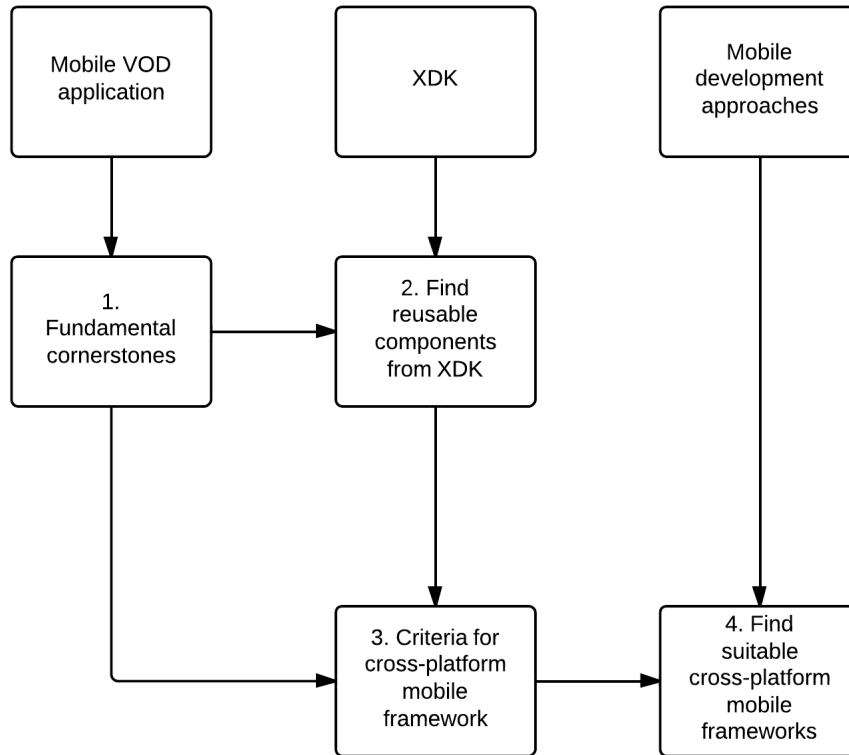 Mobile VOD
application
XDK
Mobile
development
approaches
1.
Fundamental
cornerstones
2. Find
reusable
components
from XDK
3. Criteria for
cross-platform
mobile
framework
4. Find
suitable
cross-platform
mobile
frameworks